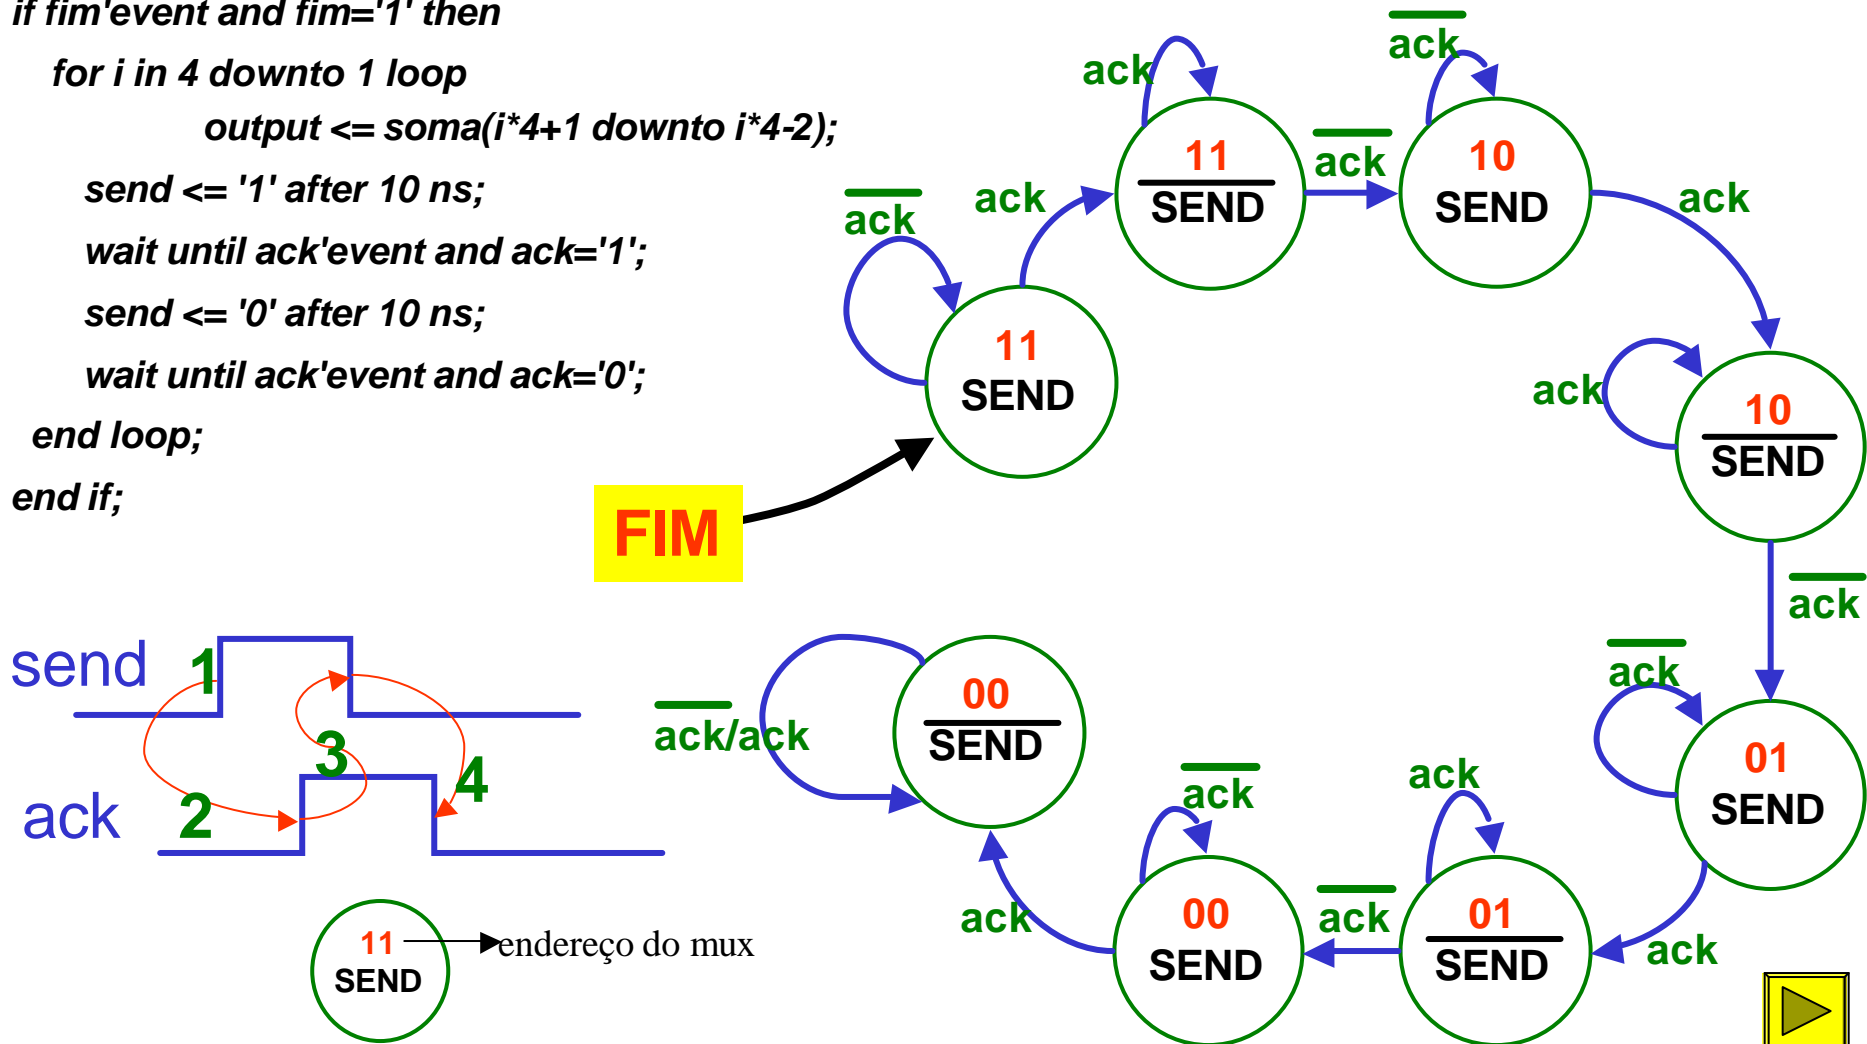 if fim'event and fim='1' then
for i in 4 downto 1 loop
output <= soma(i*4+1 downto i*4-2);
send <= '1' after 10 ns;
wait until ack'event and ack='1';
send <= '0' after 10 ns;
wait until ack'event and ack='0';
end loop;
end if;
FIM
ack
11
SEND
ack
ack
11
SEND
ack
ack
10
SEND
ack
ack
10
SEND
ack
ack
01
SEND
ack
ack
01
SEND
ack
ack
00
SEND
ack
ack/ack
00
SEND
send
1
3
4
ack
2
11
SEND
endereço do mux